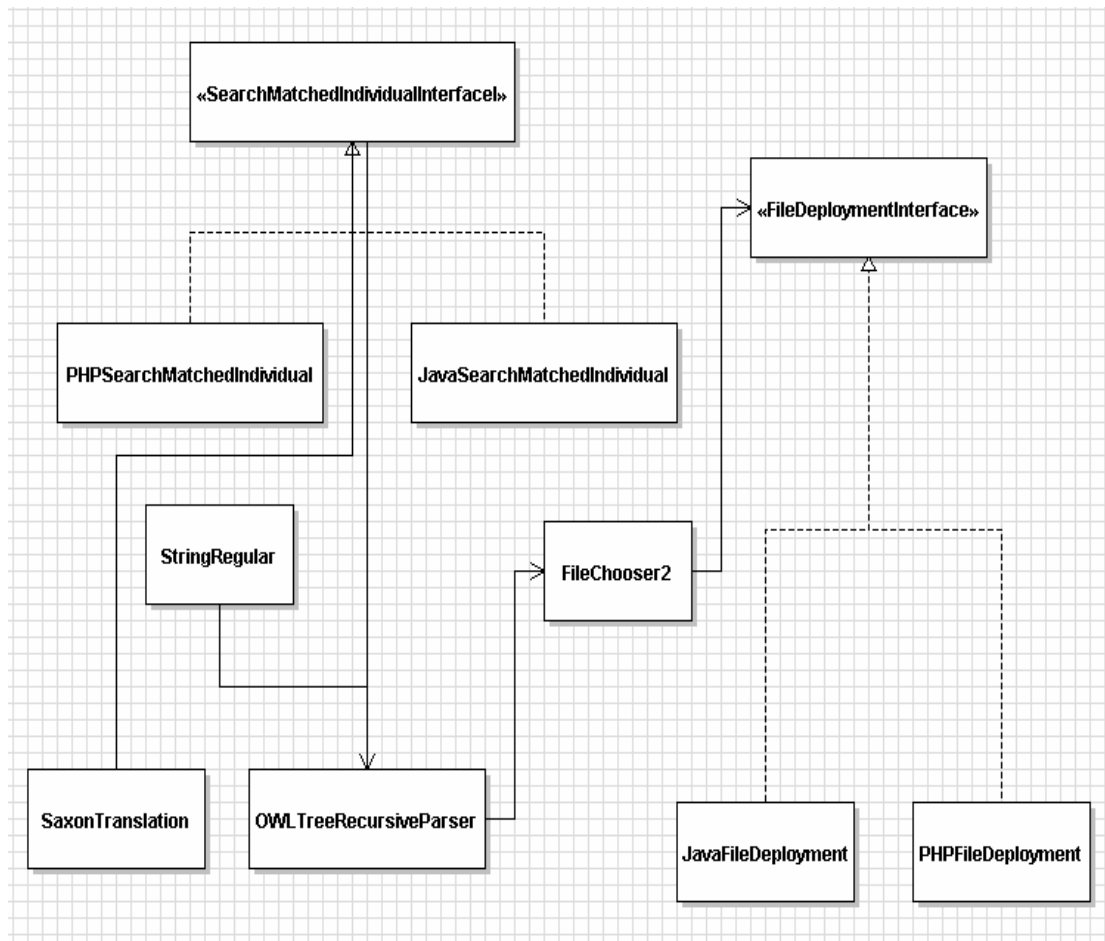 «SearchMatchedIndividualInterfaceI»
«FileDeploymentInterface»
PHPSearchMatchedIndividual
JavaSearchMatchedIndividual
StringRegular
FileChooser2
SaxonTranslation
OWLTreeRecursiveParser
JavaFileDeployment
PHPFileDeployment